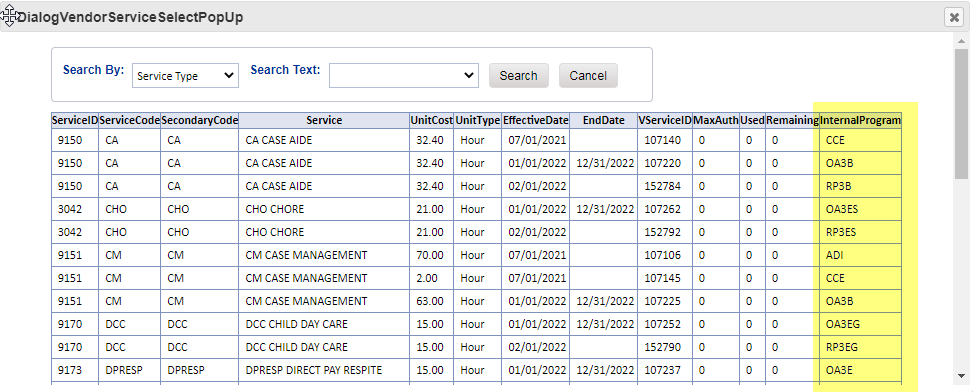 DialogVendorServiceSelectPopUp
Search By: Service Type Search Text: Search Cancel
ServiceID ServiceCode SecondaryCode Service UnitCost UnitType EffectiveDate EndDate VServiceID MaxAuth Used Remaining InternalProgram
9150 CA CA CA CASE AIDE 32.40 Hour 07/01/2021 107140 0 0 0 CCE
9150 CA CA CA CASE AIDE 32.40 Hour 01/01/2022 12/31/2022 107220 0 0 0 OA3B
9150 CA CA CA CASE AIDE 32.40 Hour 02/01/2022 152784 0 0 0 RP3B
3042 CHO CHO CHO CHORE 21.00 Hour 01/01/2022 12/31/2022 107262 0 0 0 OA3ES
3042 CHO CHO CHO CHORE 21.00 Hour 02/01/2022 152792 0 0 0 RP3ES
9151 CM CM CM CASE MANAGEMENT 70.00 Hour 07/01/2021 107106 0 0 0 ADI
9151 CM CM CM CASE MANAGEMENT 2.00 Hour 07/01/2021 107145 0 0 0 CCE
9151 CM CM CM CASE MANAGEMENT 63.00 Hour 01/01/2022 12/31/2022 107225 0 0 0 OA3B
9170 DCC DCC DCC CHILD DAY CARE 15.00 Hour 01/01/2022 12/31/2022 107252 0 0 0 OA3EG
9170 DCC DCC DCC CHILD DAY CARE 15.00 Hour 02/01/2022 152790 0 0 0 RP3EG
9173 DPRESP DPRESP DPRESP DIRECT PAY RESPITE 15.00 Hour 01/01/2022 12/31/2022 107237 0 0 0 OA3E